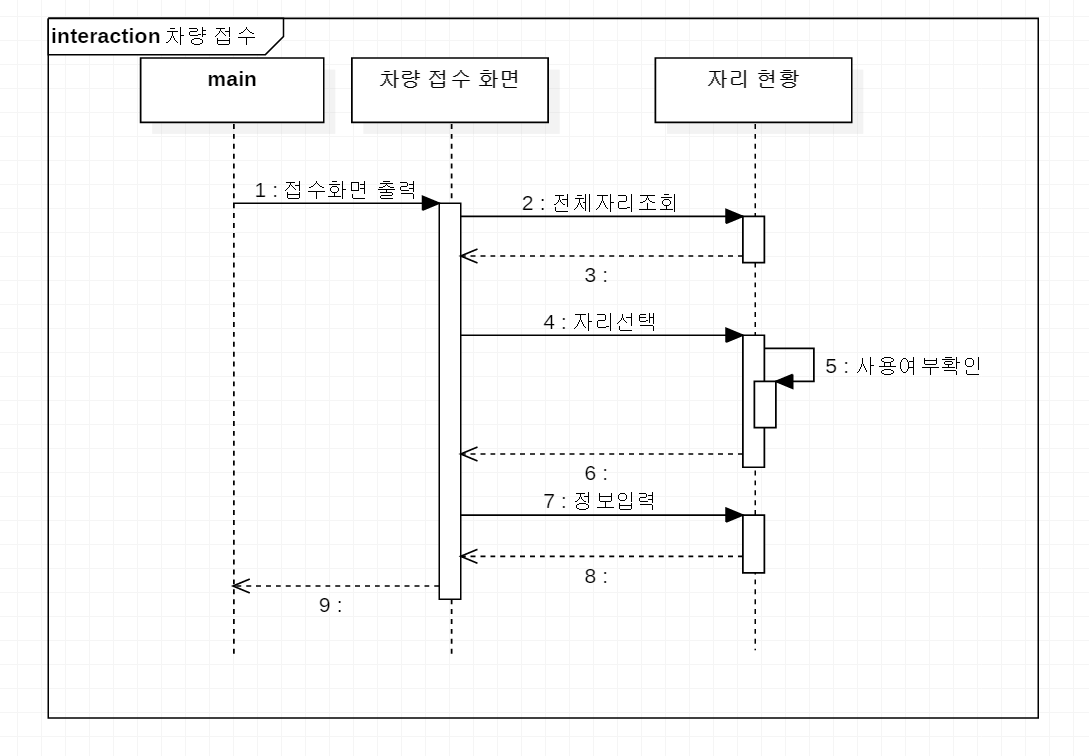 interaction 차량 접수
main
차량 접수 화면
자리 현황
1 : 접수화면 출력
2 : 전체자리조회
3 :
4 : 자리선택
5 : 사용여부확인
6 :
7 : 정보입력
8 :
9 :